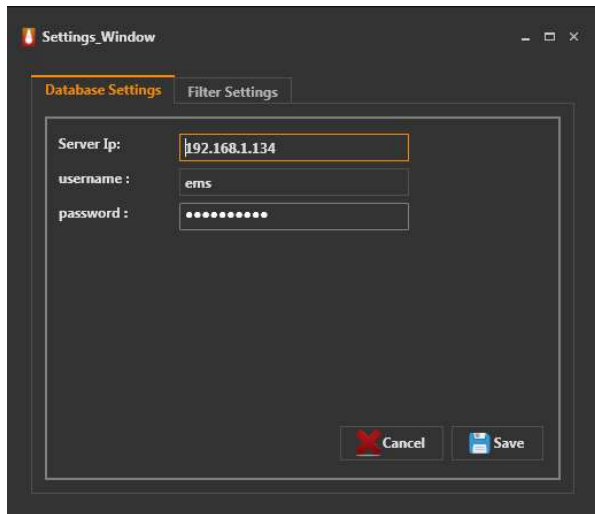 Settings_Window
Database Settings Filter Settings
Server Ip: 192.168.1.134
username : ems
password : ●●●●●●●●●●
Cancel Save